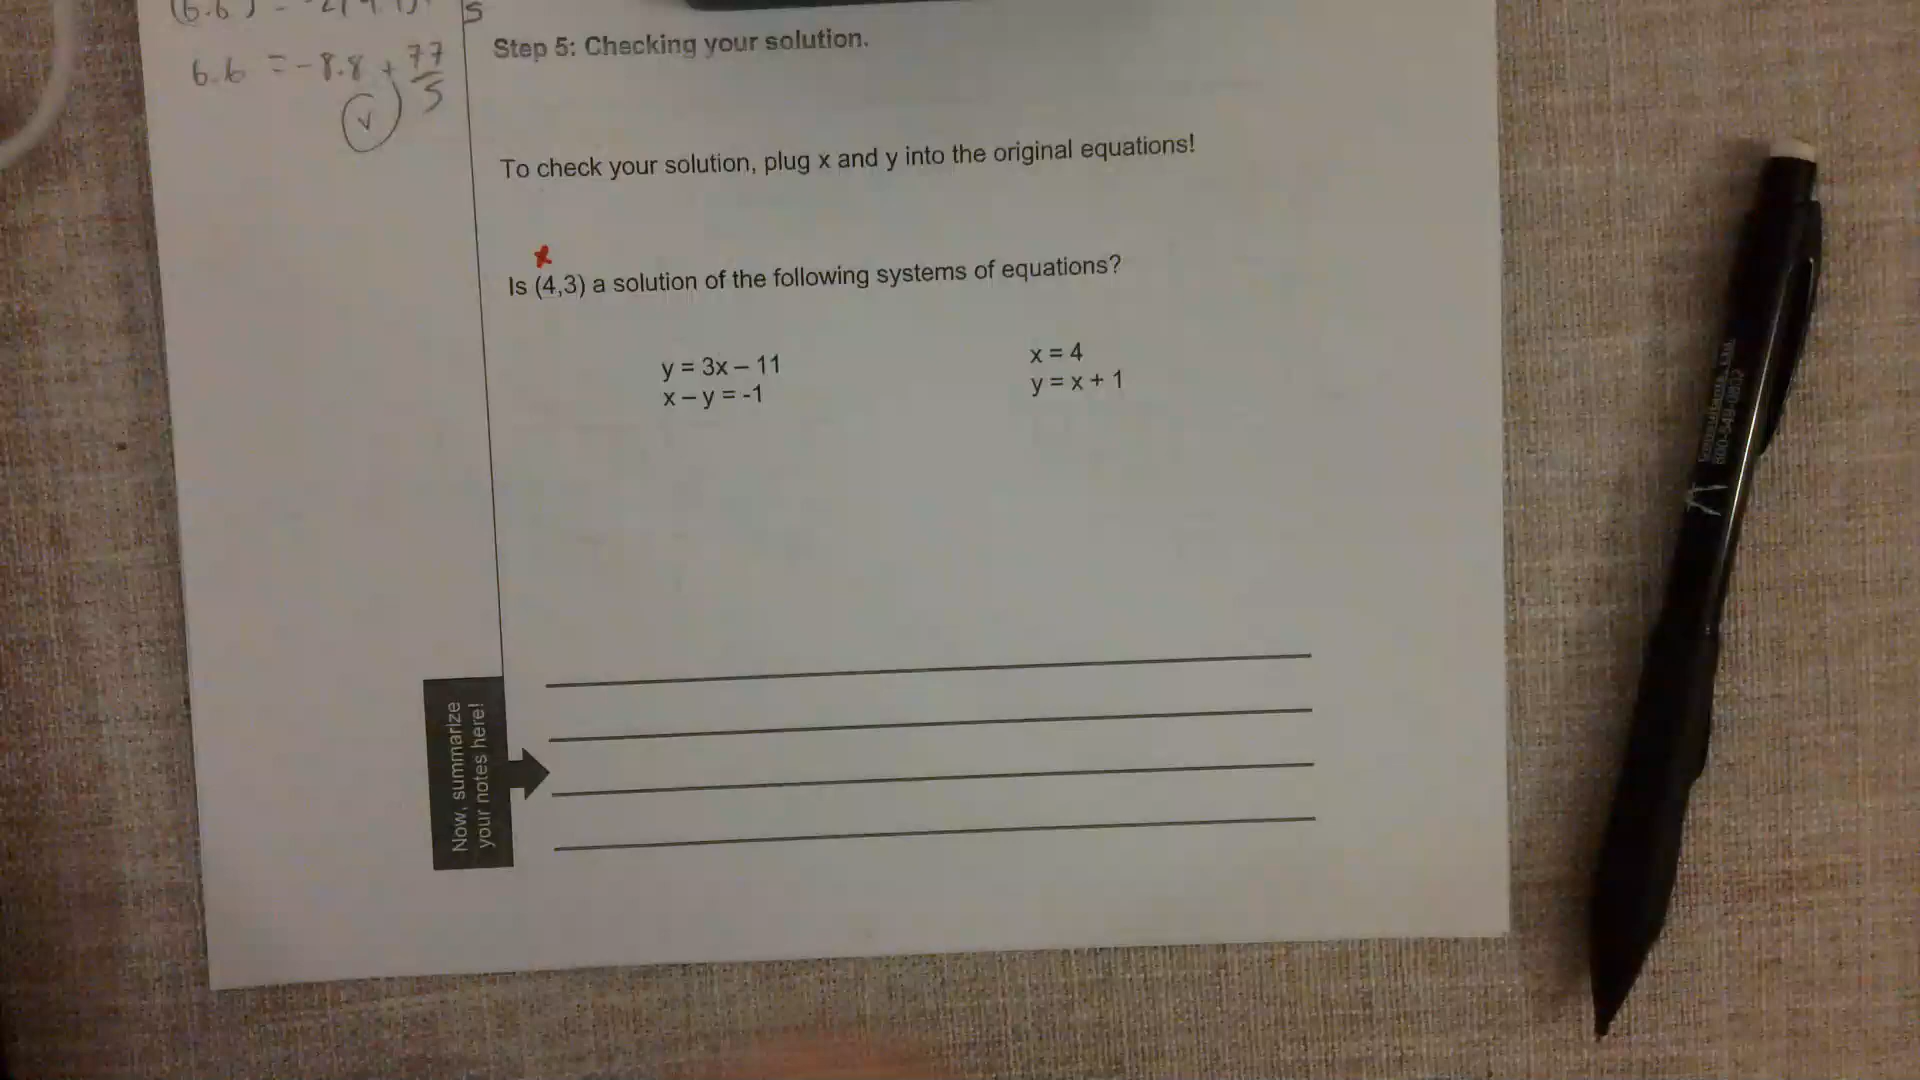 6.6 = -8.8 + 77/5
✓
Step 5: Checking your solution.
To check your solution, plug x and y into the original equations!
x
Is (4,3) a solution of the following systems of equations?
y = 3x – 11
x – y = -1
x = 4
y = x + 1
Now, summarize
your notes here!